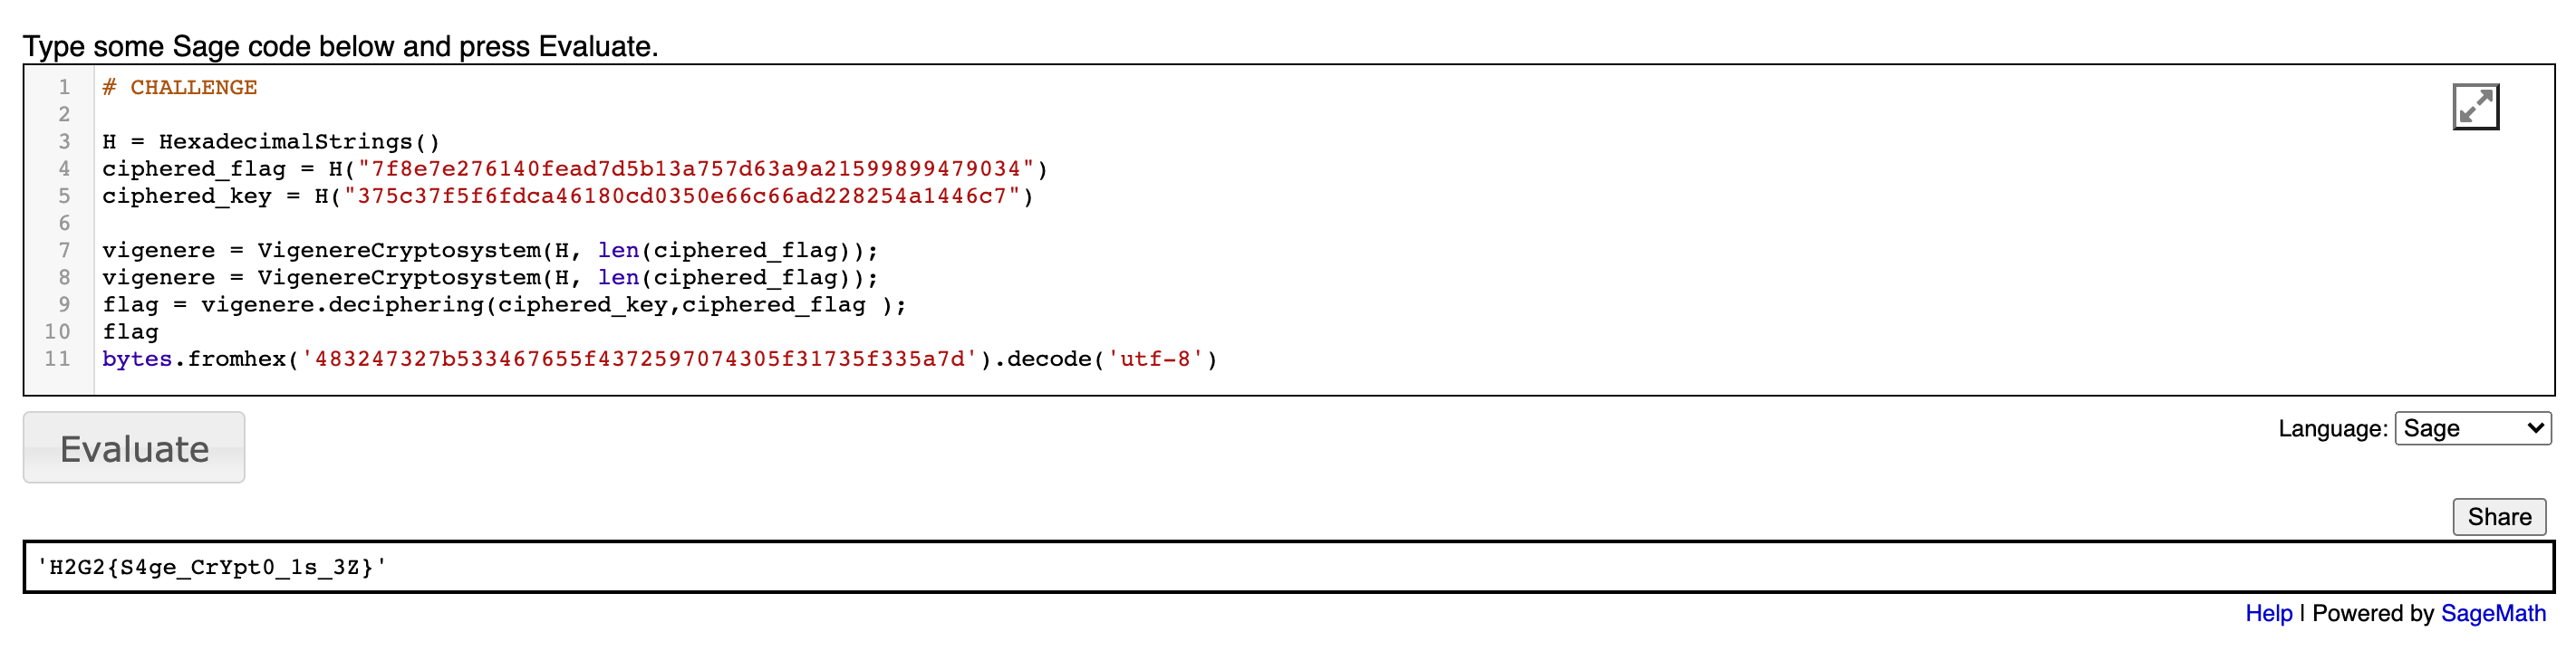 Type some Sage code below and press Evaluate.
1 # CHALLENGE
2
3 H = HexadecimalStrings()
4 ciphered_flag = H("7f8e7e276140fead7d5b13a757d63a9a21599899479034")
5 ciphered_key = H("375c37f5f6fdca46180cd0350e66c66ad228254a1446c7")
6
7 vigenere = VigenereCryptosystem(H, len(ciphered_flag));
8 vigenere = VigenereCryptosystem(H, len(ciphered_flag));
9 flag = vigenere.deciphering(ciphered_key,ciphered_flag );
10 flag
11 bytes.fromhex('483247327b533467655f4372597074305f31735f335a7d').decode('utf-8')
Evaluate
Language: Sage
Share
'H2G2{S4ge_CrYpt0_1s_3Z}'
Help | Powered by SageMath